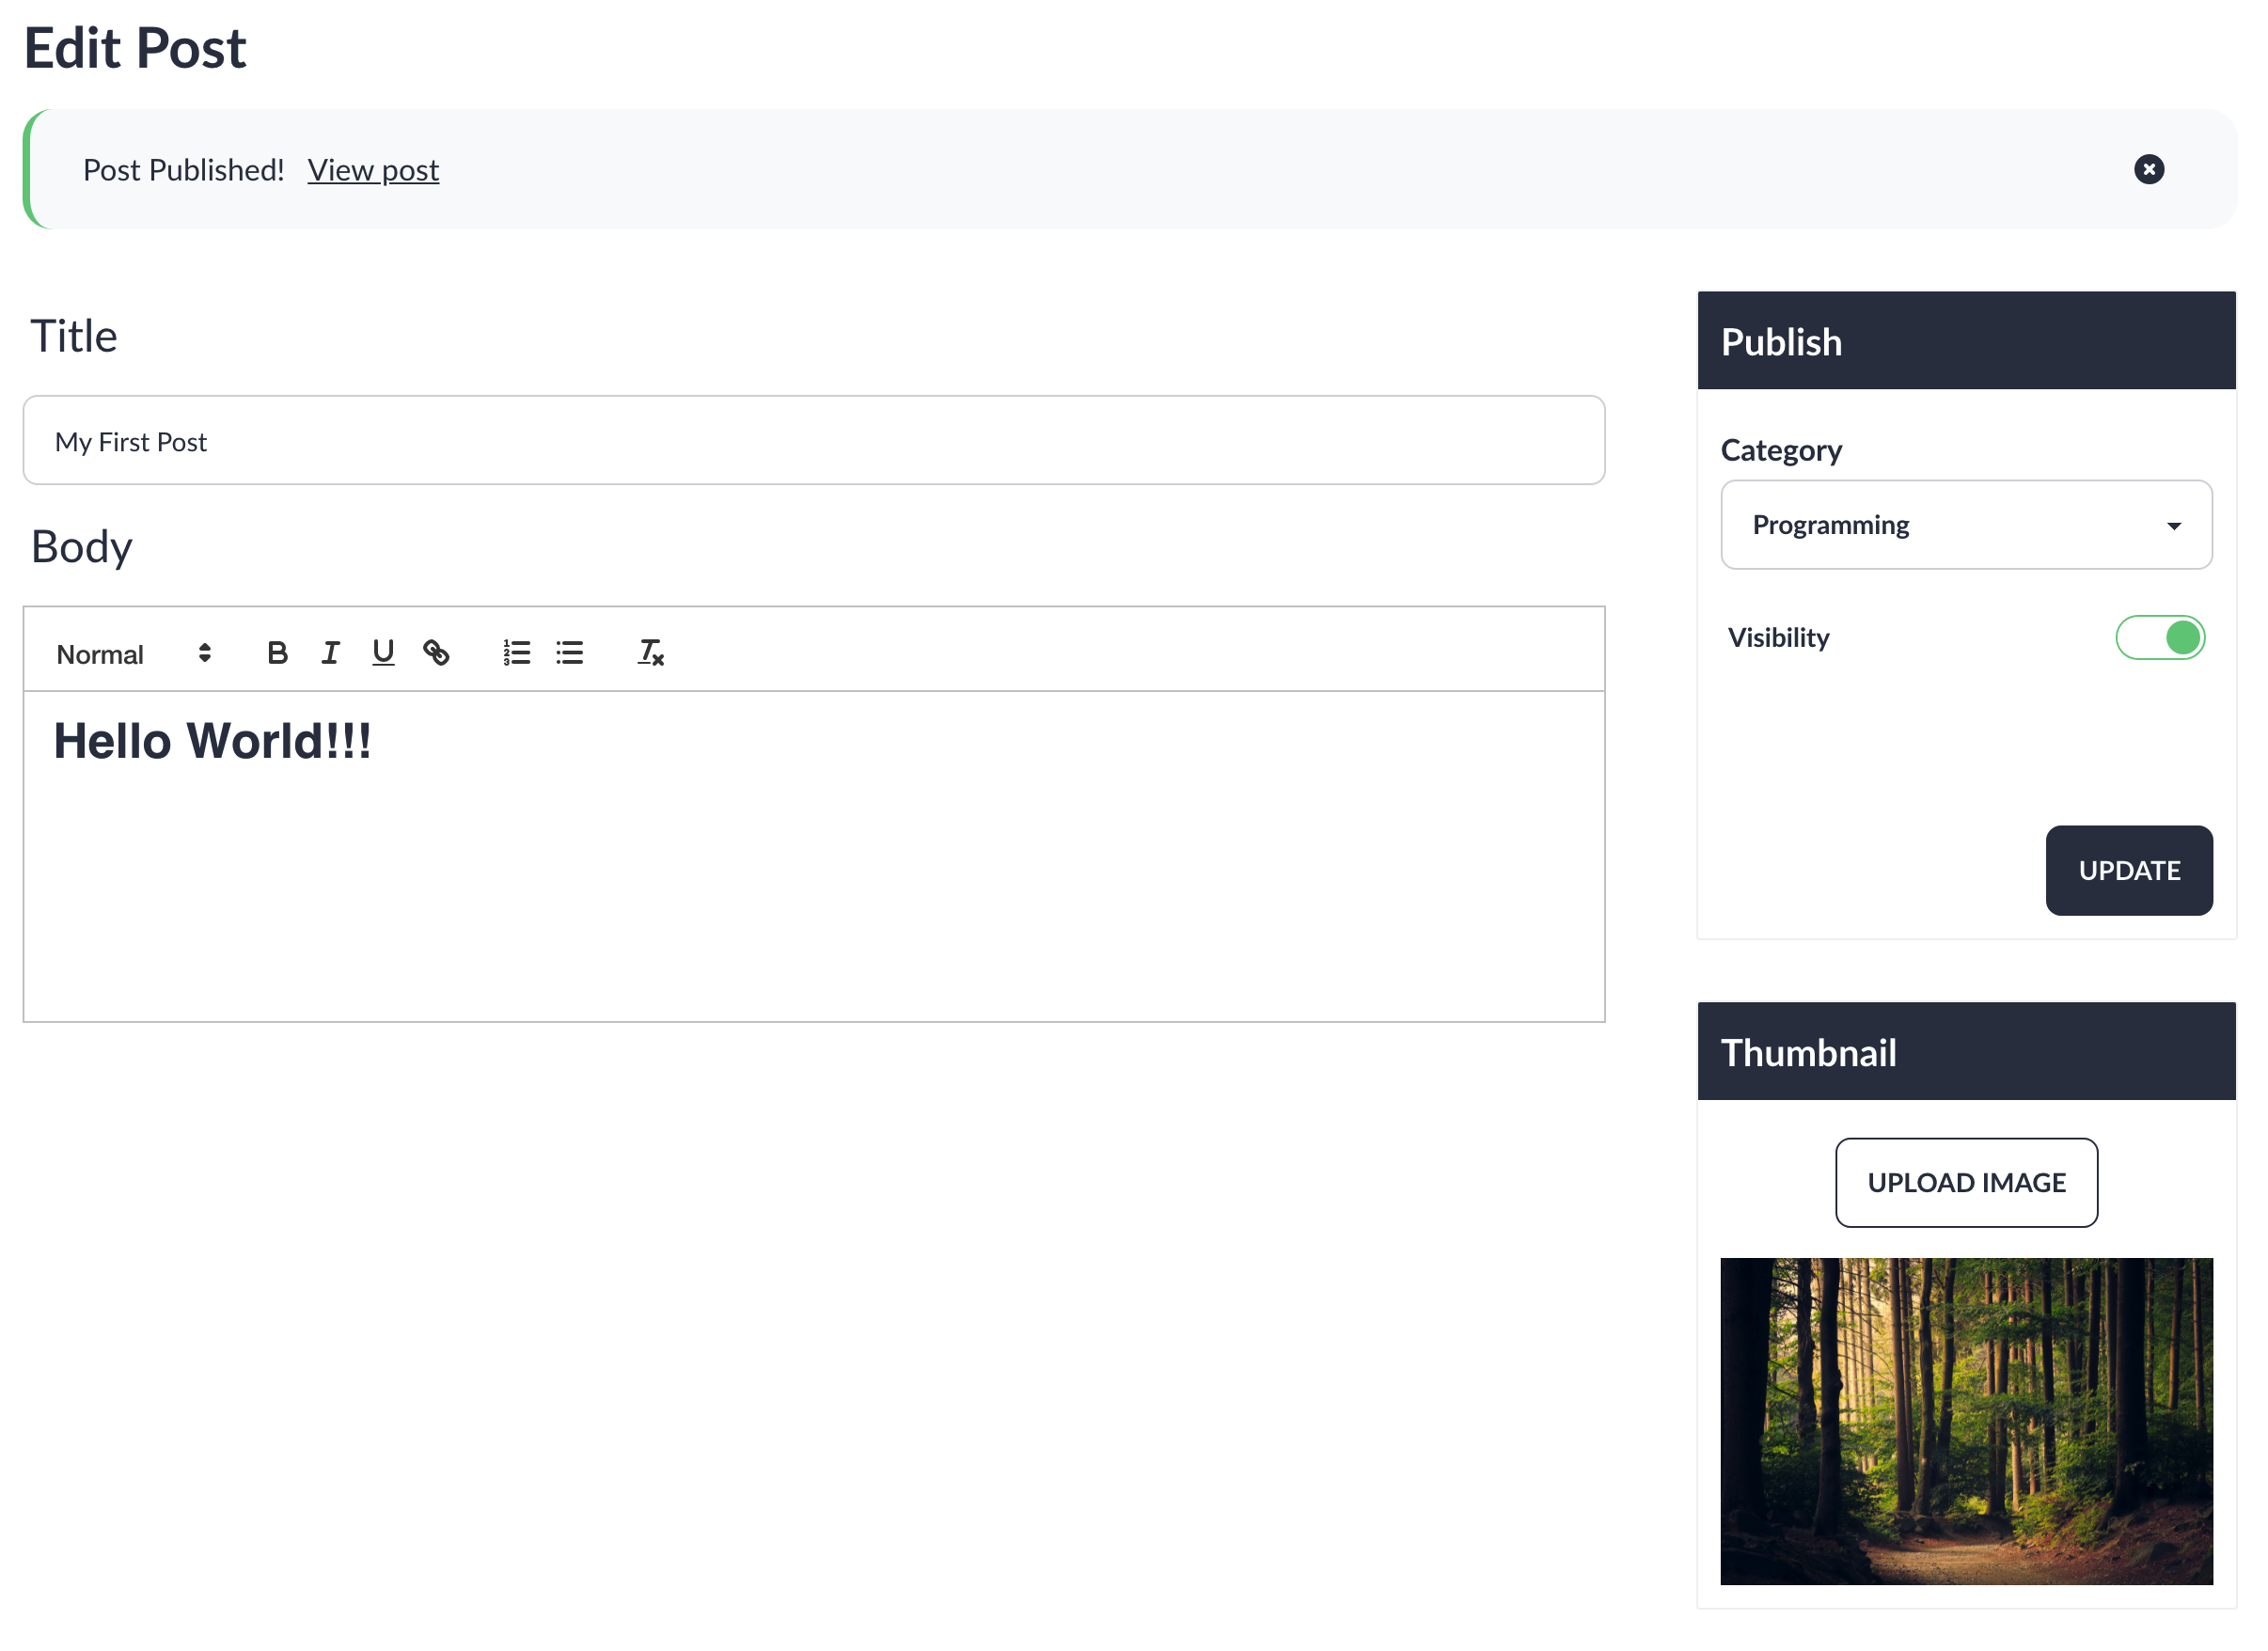 Edit Post
Post Published! View post
Title
My First Post
Body
Normal
Hello World!!!
Publish
Category
Programming
Visibility
UPDATE
Thumbnail
UPLOAD IMAGE